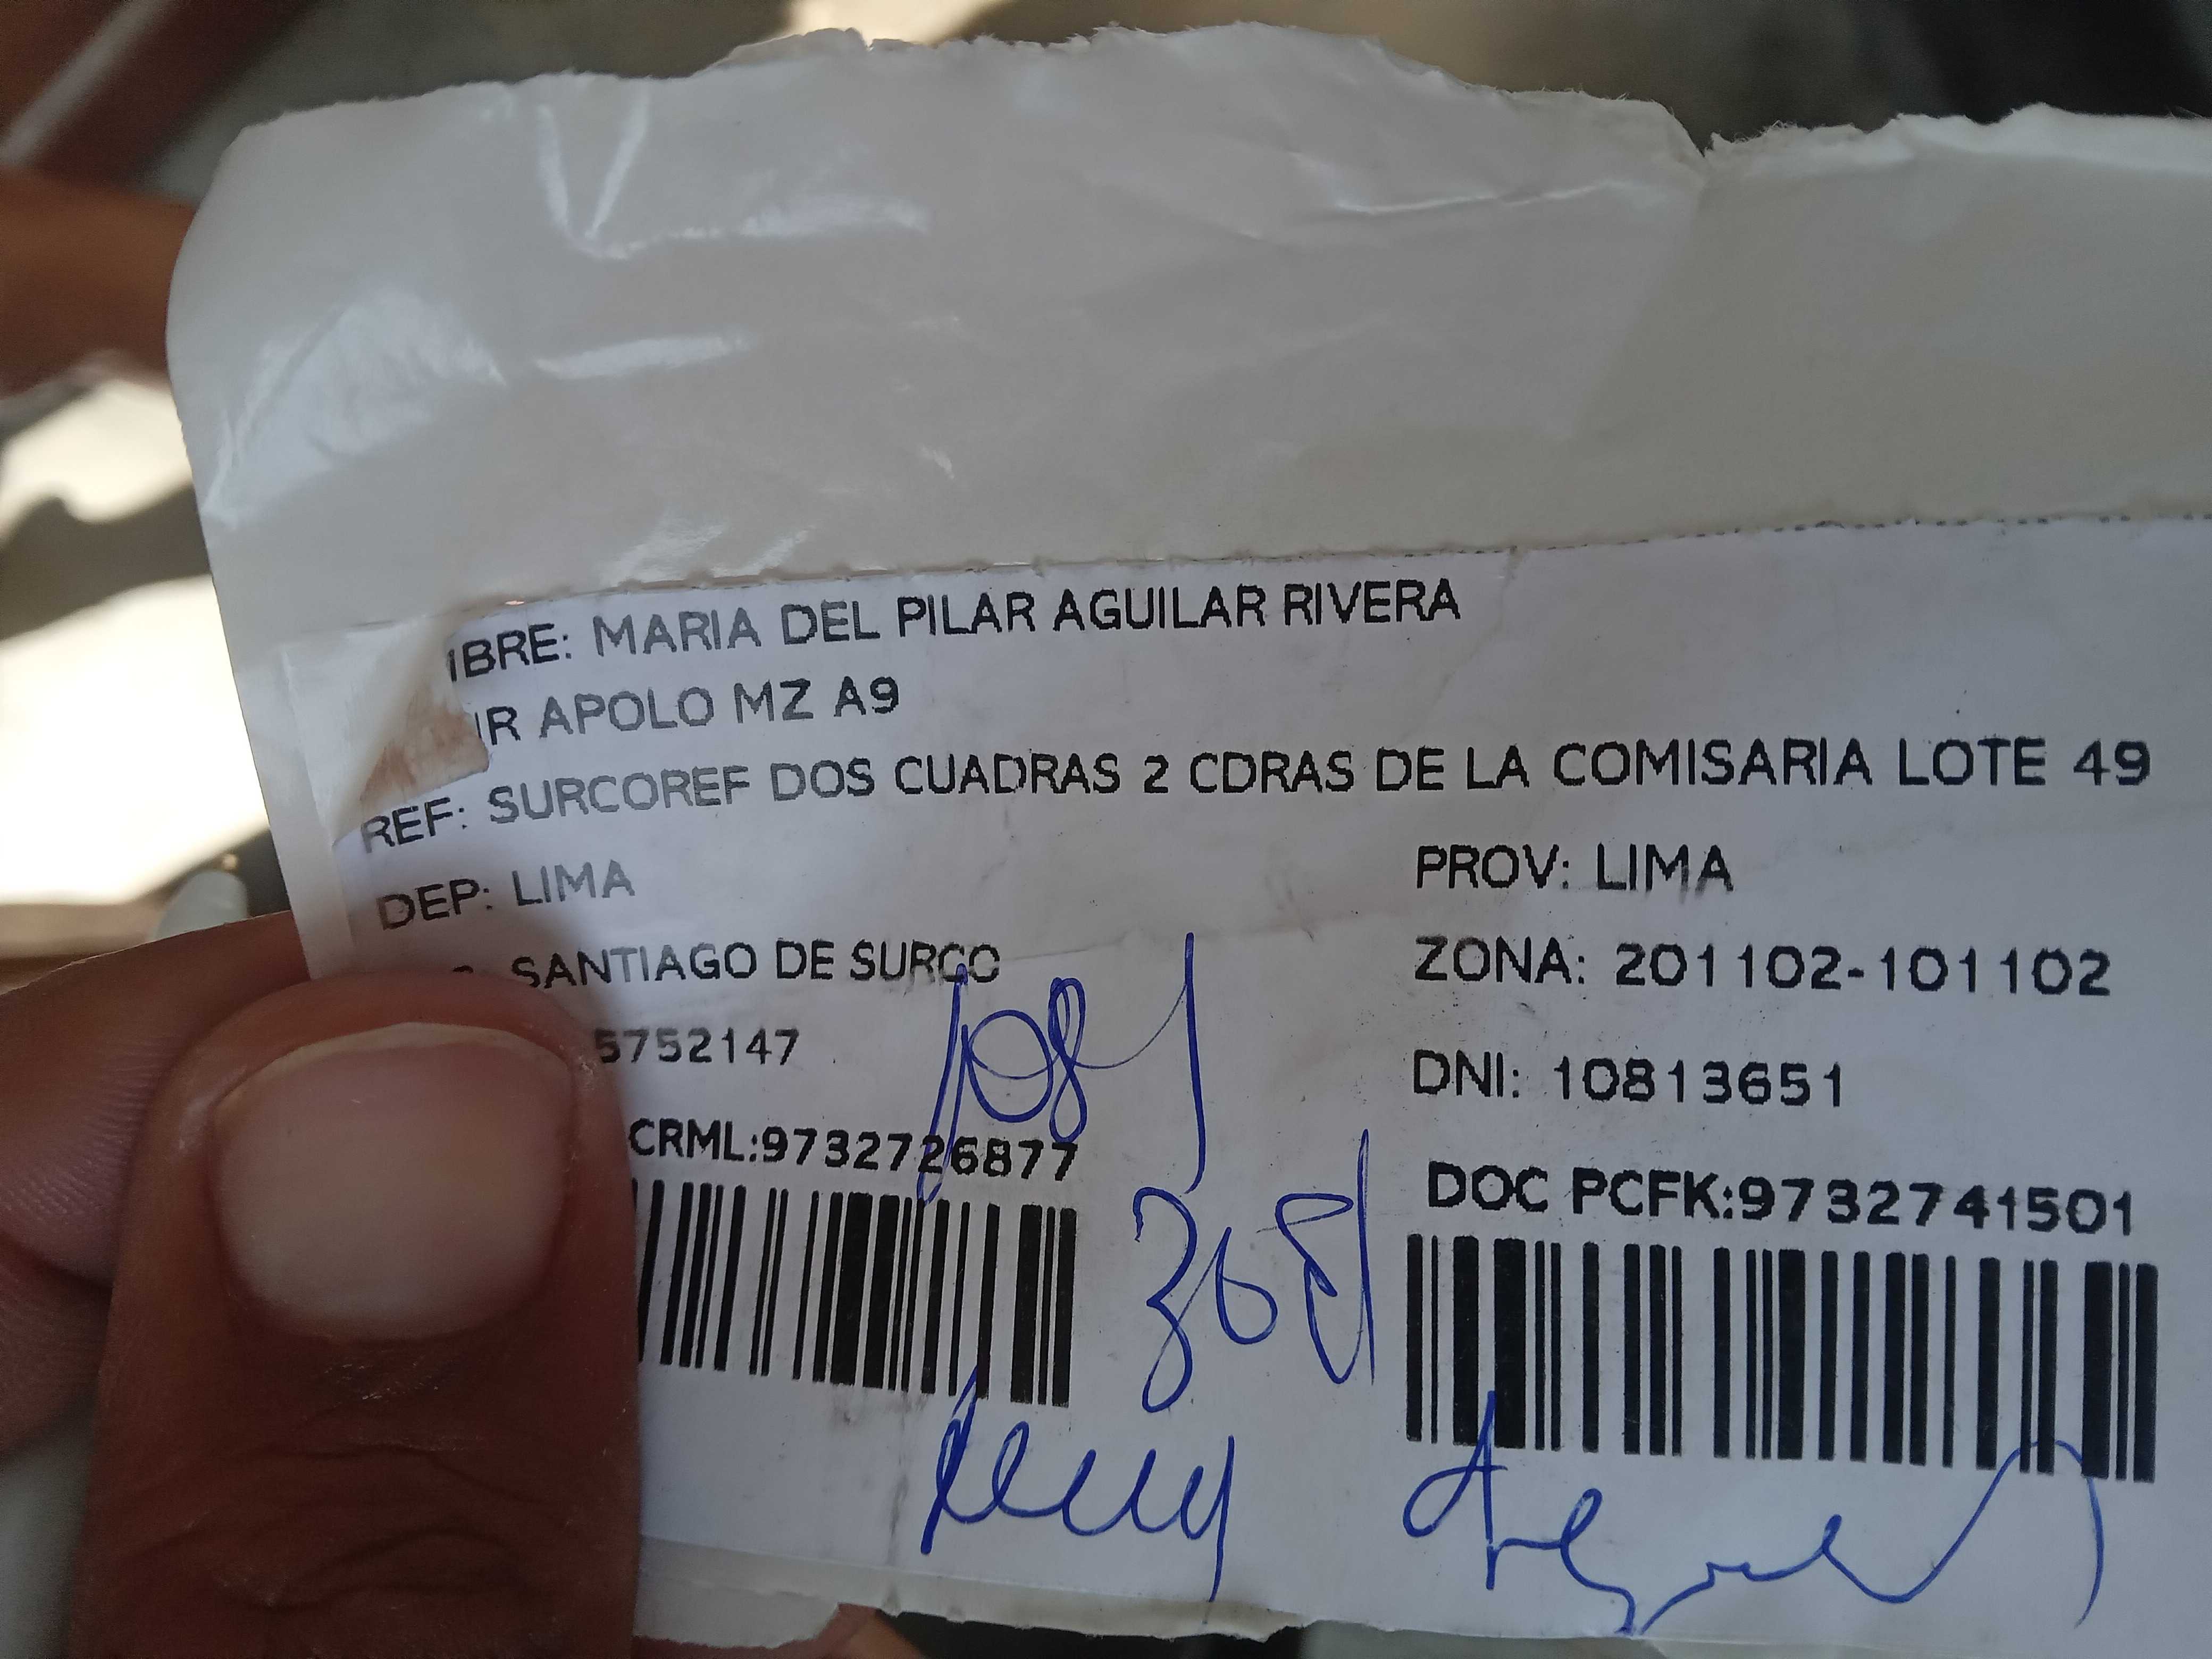 MBRE: MARIA DEL PILAR AGUILAR RIVERA
IR APOLO MZ A9
REF: SURCOREF DOS CUADRAS 2 CDRAS DE LA COMISARIA LOTE 49
DEP: LIMA PROV: LIMA
SANTIAGO DE SURCO ZONA: 201102-101102
5752147 DNI: 10813651
CRML:9732726877 DOC PCFK:9732741501